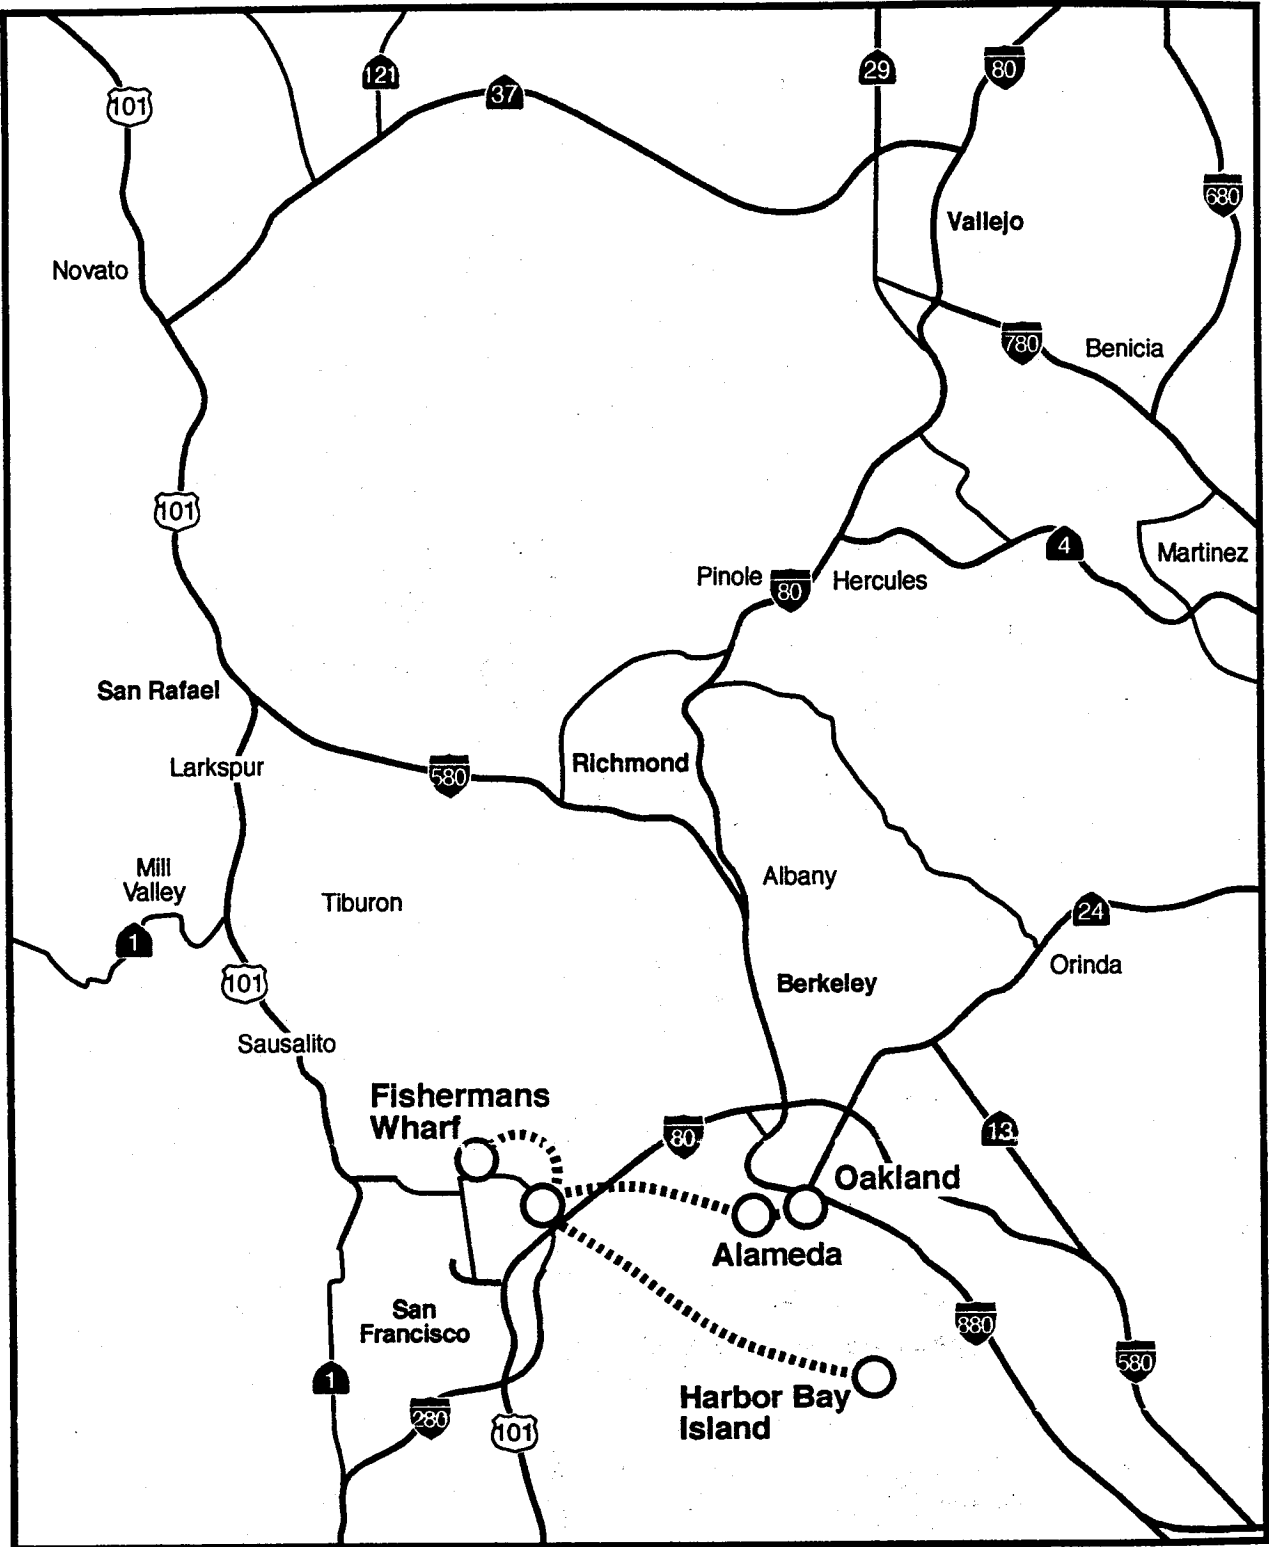 121
29
80
37
101
680
Vallejo
Novato
780
Benicia
101
4
Martinez
Pinole
80
Hercules
San Rafael
Richmond
Larkspur
580
Mill
Valley
Albany
Tiburon
24
1
Orinda
101
Berkeley
Sausalito
Fishermans
Wharf
80
13
Oakland
Alameda
San
Francisco
880
580
1
Harbor Bay
Island
280
101